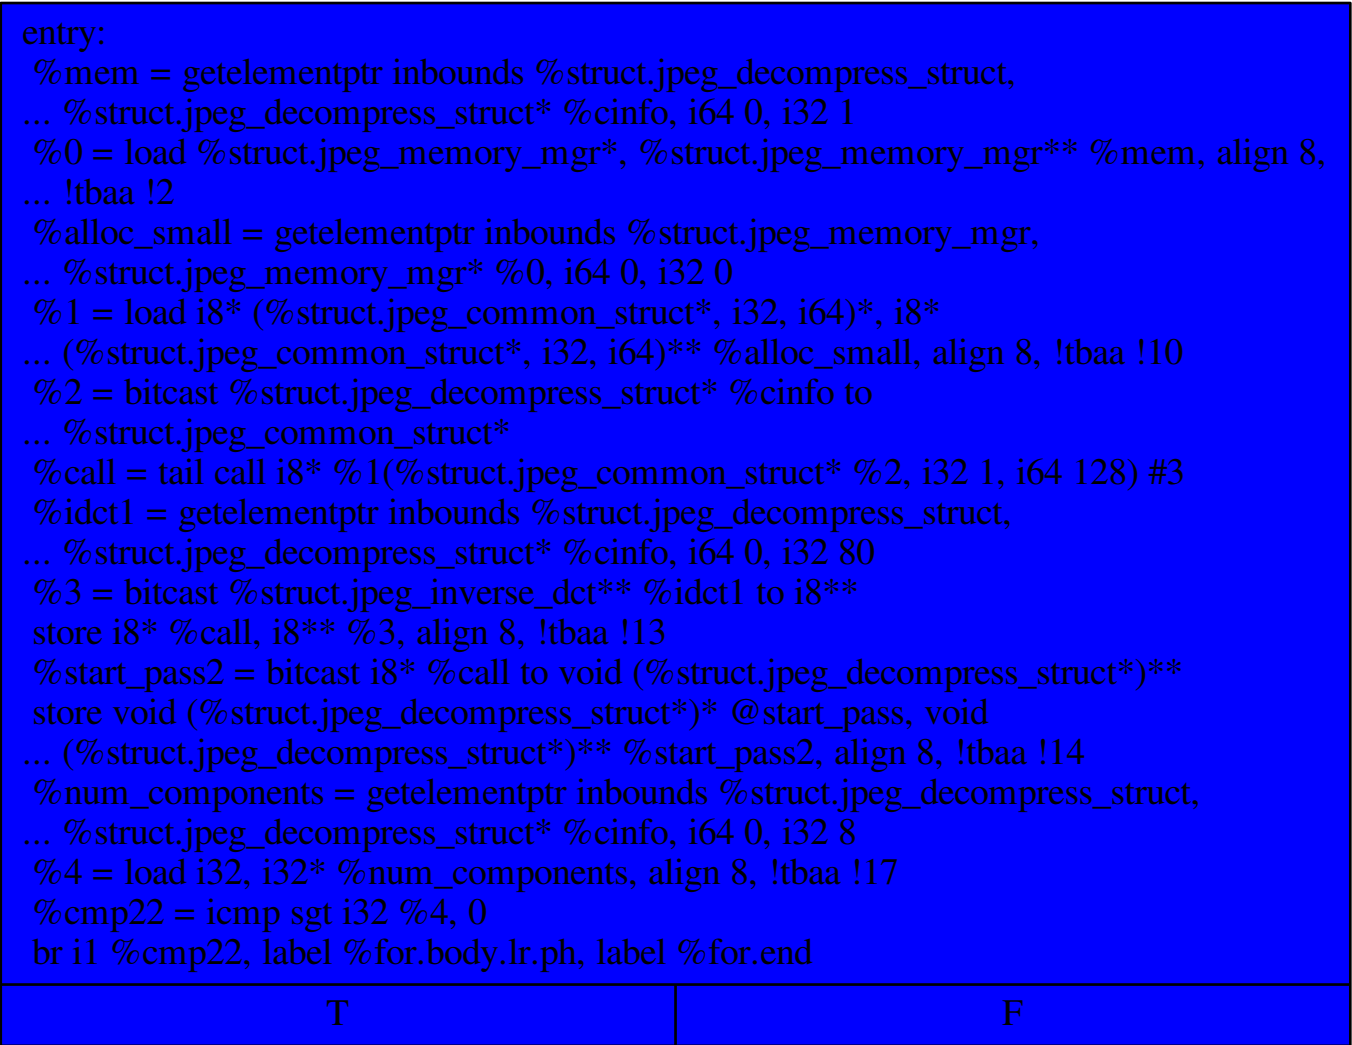 entry:
%mem = getelementptr inbounds %struct.jpeg_decompress_struct,
... %struct.jpeg_decompress_struct* %cinfo, i64 0, i32 1
%0 = load %struct.jpeg_memory_mgr*, %struct.jpeg_memory_mgr** %mem, align 8,
... !tbaa !2
%alloc_small = getelementptr inbounds %struct.jpeg_memory_mgr,
... %struct.jpeg_memory_mgr* %0, i64 0, i32 0
%1 = load i8* (%struct.jpeg_common_struct*, i32, i64)*, i8*
... (%struct.jpeg_common_struct*, i32, i64)** %alloc_small, align 8, !tbaa !10
%2 = bitcast %struct.jpeg_decompress_struct* %cinfo to
... %struct.jpeg_common_struct*
%call = tail call i8* %1(%struct.jpeg_common_struct* %2, i32 1, i64 128) #3
%idct1 = getelementptr inbounds %struct.jpeg_decompress_struct,
... %struct.jpeg_decompress_struct* %cinfo, i64 0, i32 80
%3 = bitcast %struct.jpeg_inverse_dct** %idct1 to i8**
store i8* %call, i8** %3, align 8, !tbaa !13
%start_pass2 = bitcast i8* %call to void (%struct.jpeg_decompress_struct*)**
store void (%struct.jpeg_decompress_struct*)* @start_pass, void
... (%struct.jpeg_decompress_struct*)** %start_pass2, align 8, !tbaa !14
%num_components = getelementptr inbounds %struct.jpeg_decompress_struct,
... %struct.jpeg_decompress_struct* %cinfo, i64 0, i32 8
%4 = load i32, i32* %num_components, align 8, !tbaa !17
%cmp22 = icmp sgt i32 %4, 0
br i1 %cmp22, label %for.body.lr.ph, label %for.end
T F